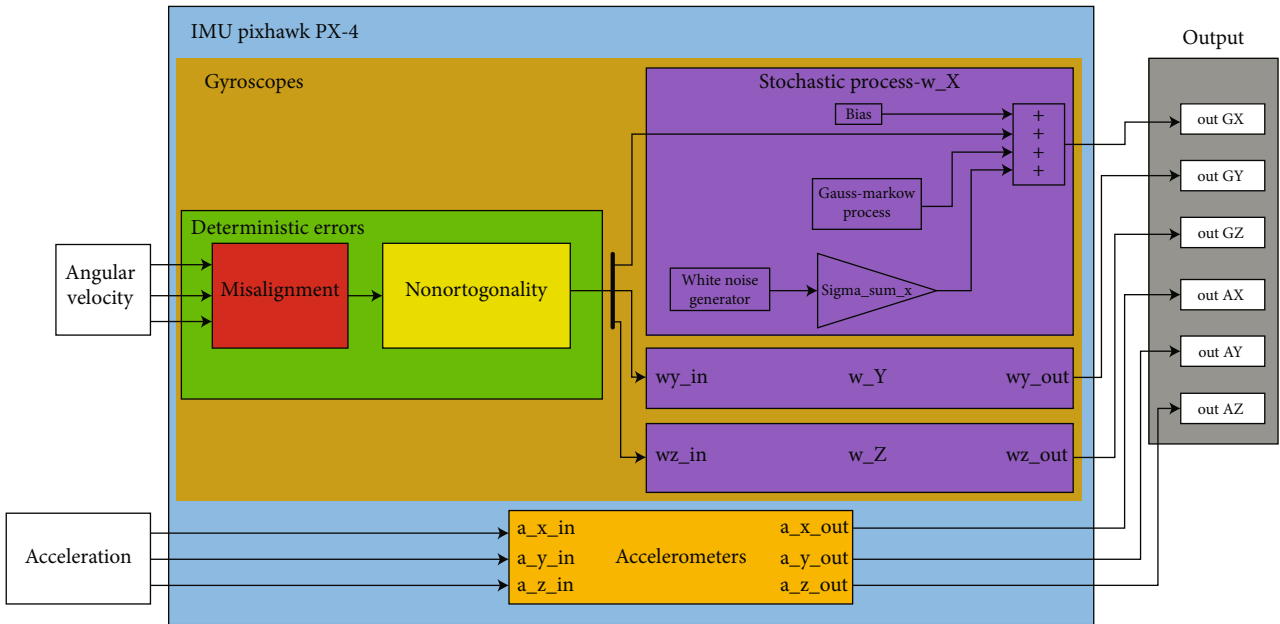 IMU pixhawk PX-4
Output
Gyroscopes
Stochastic process-w_X
Bias
+
+
+
+
out GX
out GY
out GZ
out AX
out AY
out AZ
Gauss-markow
process
Deterministic errors
Angular
velocity
Misalignment
Nonortogonality
White noise
generator
Sigma_sum_x
wy_in w_Y wy_out
wz_in w_Z wz_out
Acceleration
a_x_in
a_y_in
a_z_in
Accelerometers
a_x_out
a_y_out
a_z_out